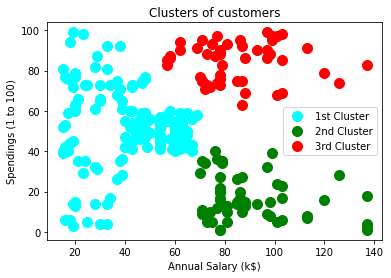 Clusters of customers
Spendings (1 to 100)
100
80
60
40
20
0
1st Cluster
2nd Cluster
3rd Cluster
20 40 60 80 100 120 140
Annual Salary (k$)